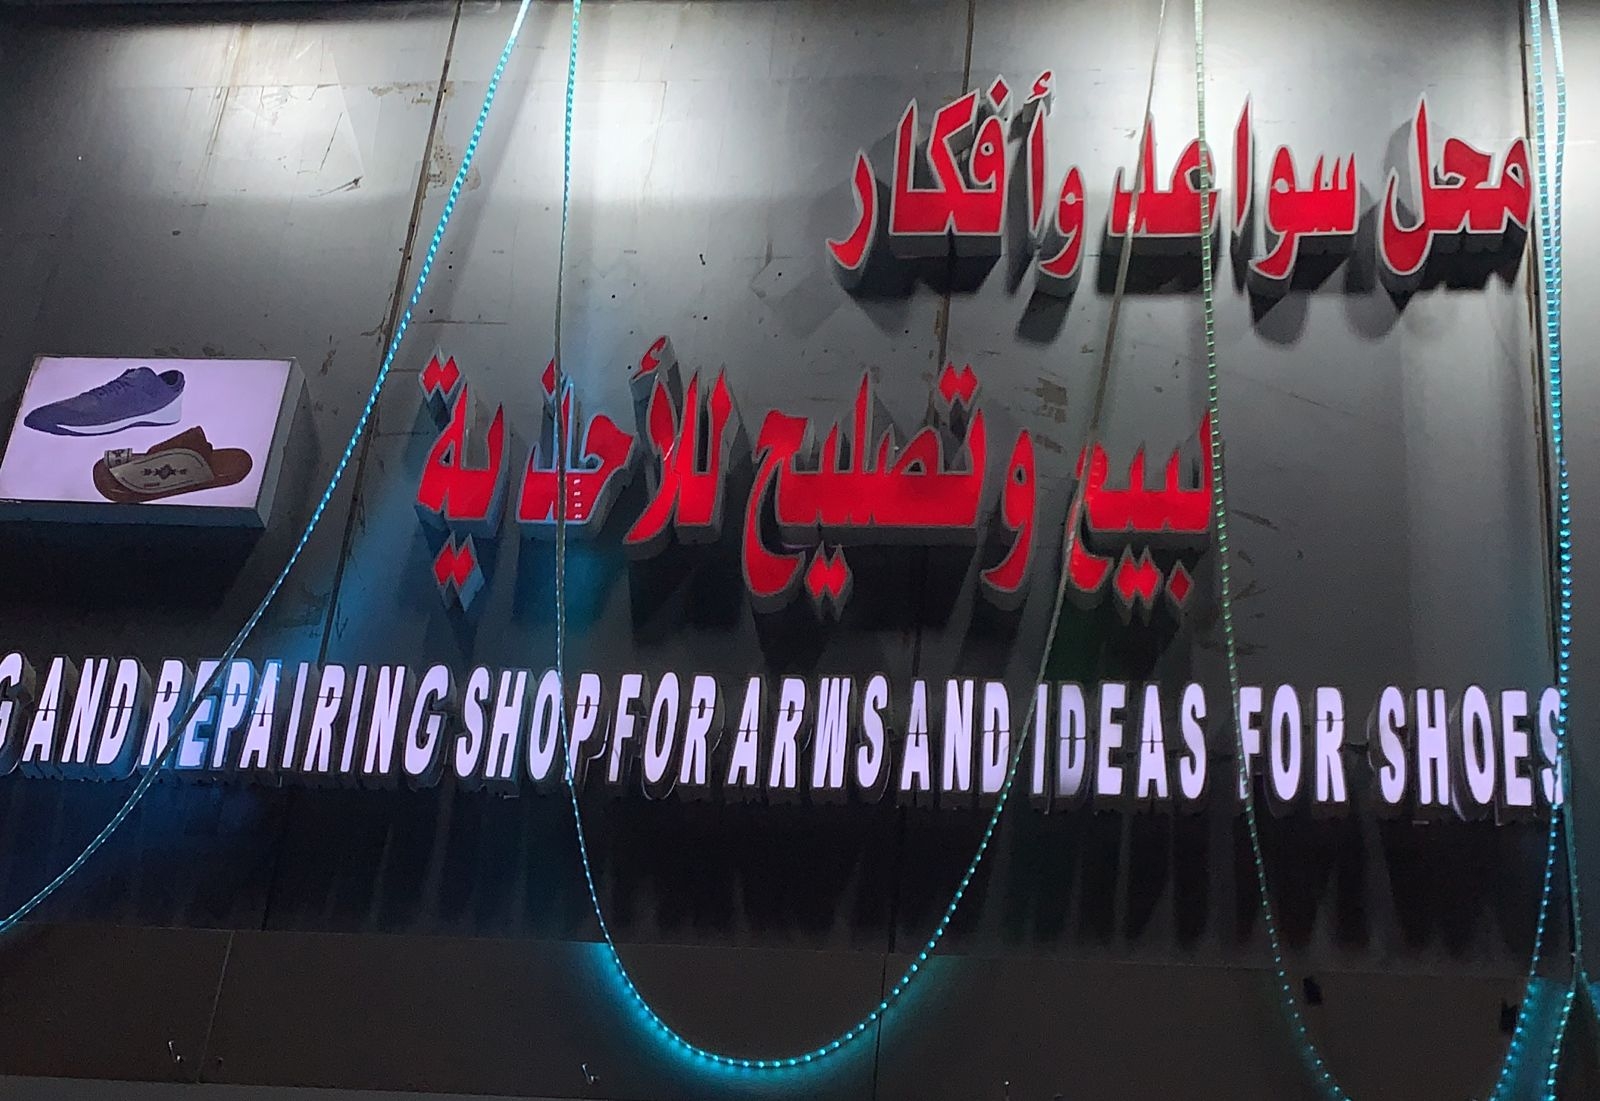 محل سواعد وأفكار
لبيع وتصليح للأحذية
G AND REPAIRING SHOP FOR ARWS AND IDEAS FOR SHOES